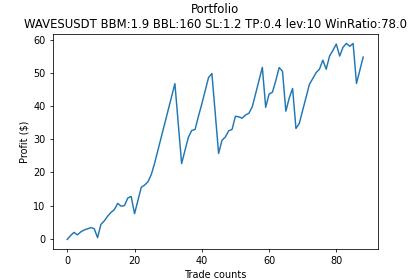 Portfolio
WAVESUSDT BBM:1.9 BBL:160 SL:1.2 TP:0.4 lev:10 WinRatio:78.0
60
50
40
30
20
10
0
Profit ($)
0 20 40 60 80
Trade counts